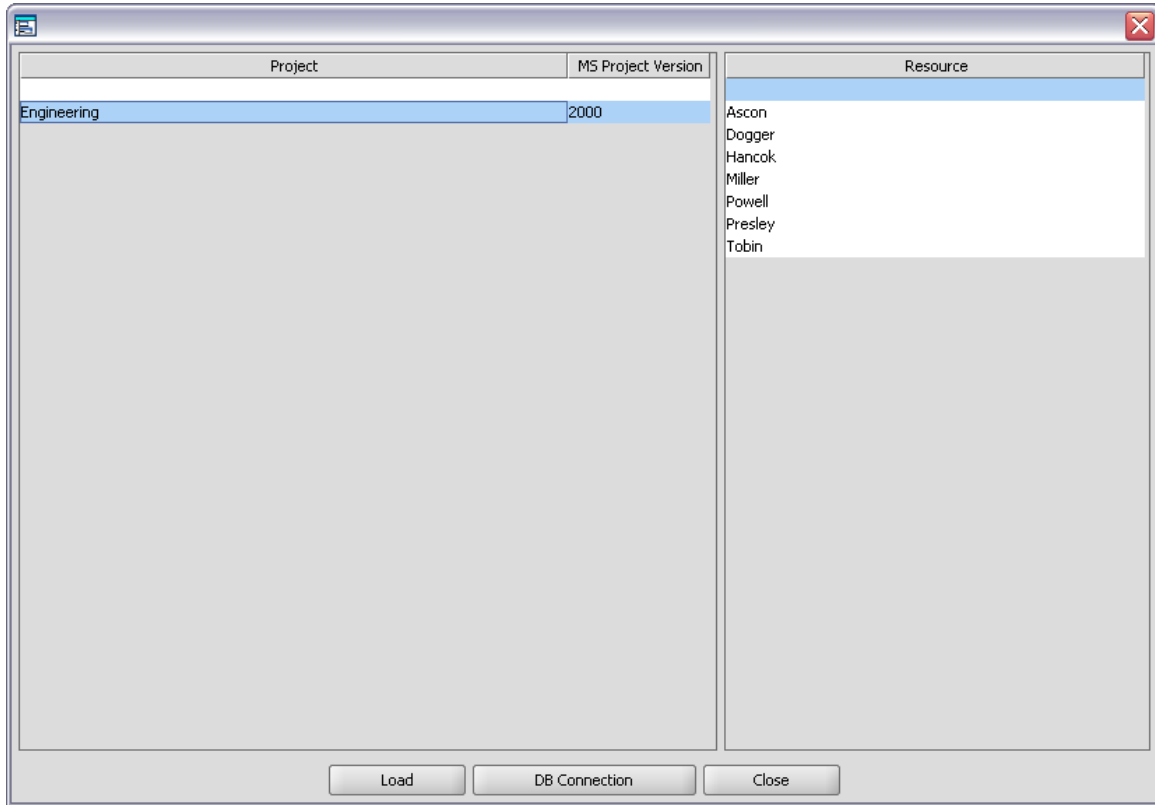 Project MS Project Version Resource
Engineering 2000
Ascon
Dogger
Hancok
Miller
Powell
Presley
Tobin
Load DB Connection Close